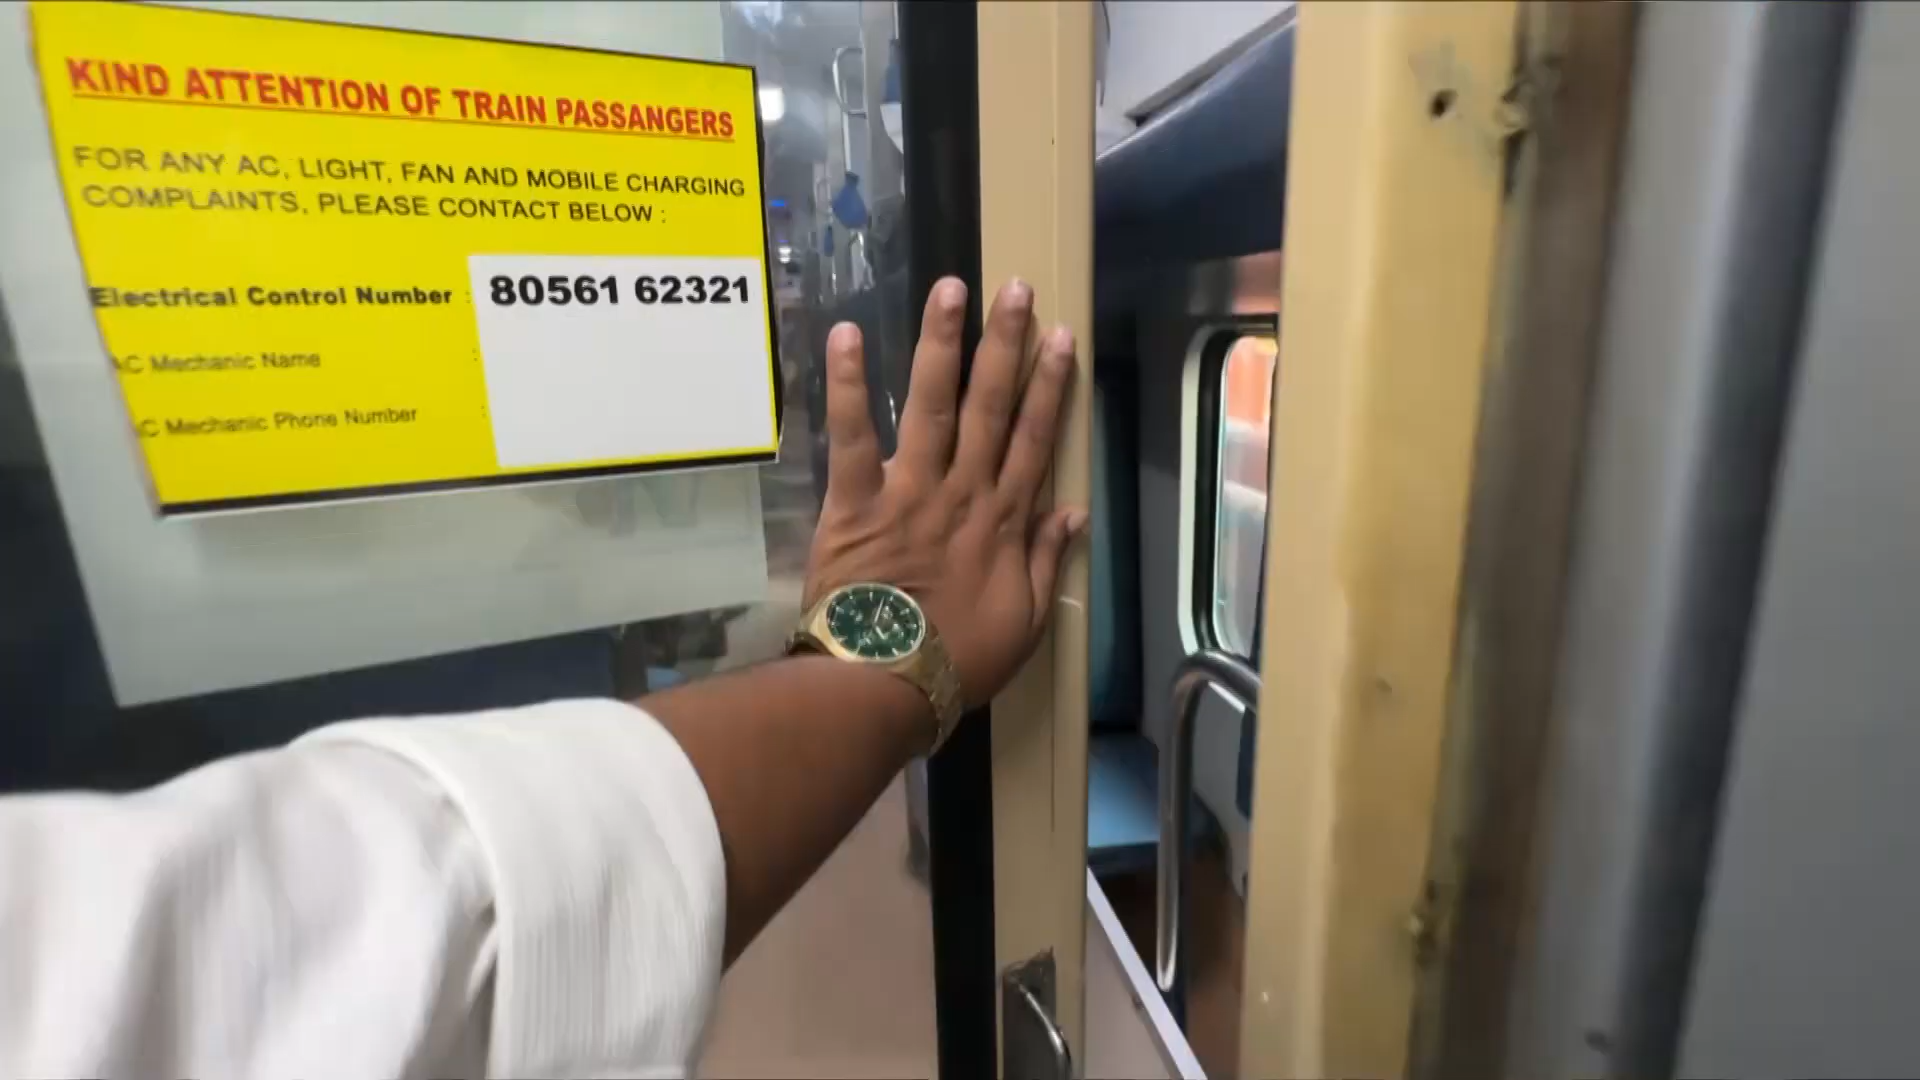 KIND ATTENTION OF TRAIN PASSANGERS
FOR ANY AC, LIGHT, FAN AND MOBILE CHARGING
COMPLAINTS, PLEASE CONTACT BELOW :
Electrical Control Number : 80561 62321
AC Mechanic Name :
C Mechanic Phone Number :